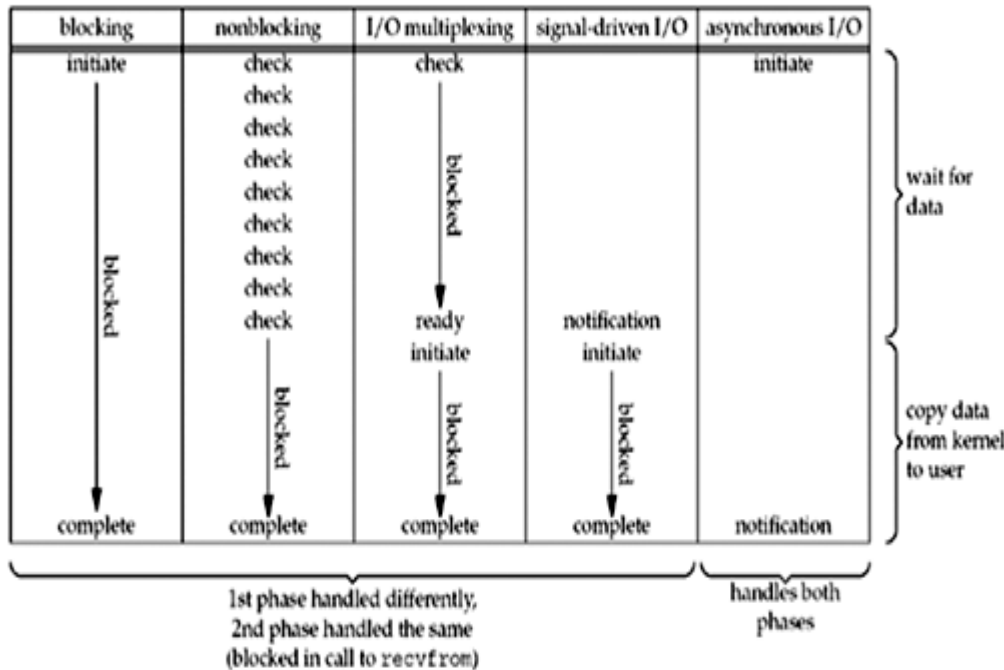 blocking nonblocking I/O multiplexing signal-driven I/O asynchronous I/O
initiate check check initiate
check
check
check
check
check
check
check
check ready notification
initiate initiate
blocked
blocked
blocked
blocked
blocked
complete complete complete complete notification
wait for
data
copy data
from kernel
to user
1st phase handled differently,
2nd phase handled the same
(blocked in call to recvfrom)
handles both
phases